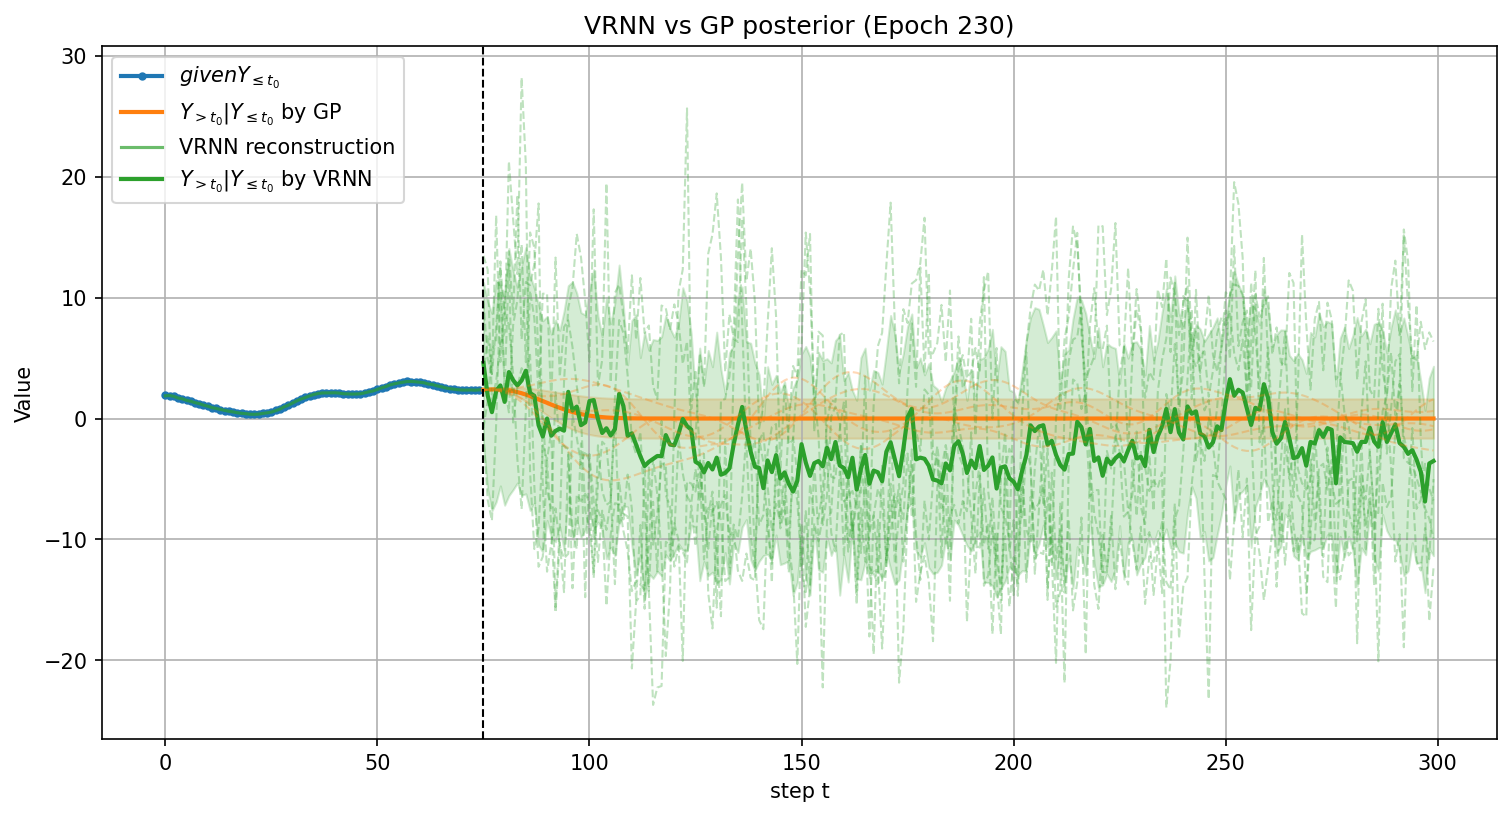 VRNN vs GP posterior (Epoch 230)
givenY≤t₀
Y>t₀|Y≤t₀ by GP
VRNN reconstruction
Y>t₀|Y≤t₀ by VRNN
Value
30
20
10
0
−10
−20
0 50 100 150 200 250 300
step t